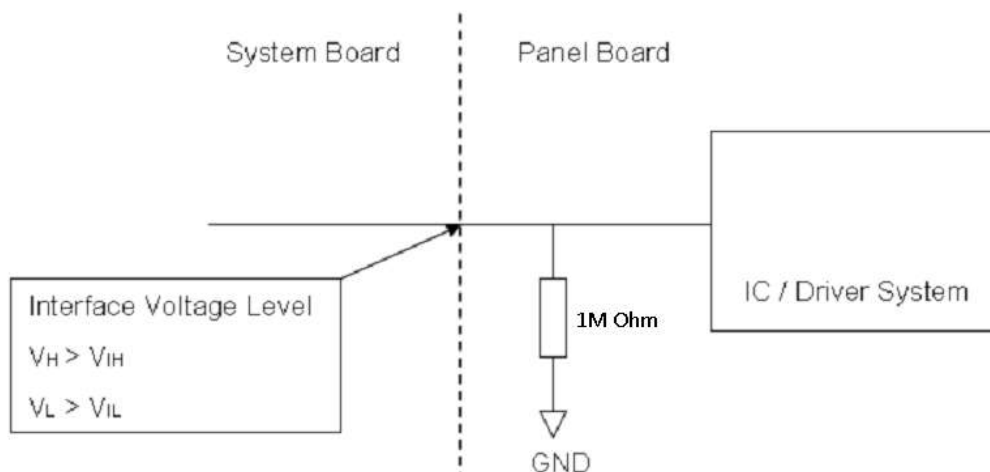 System Board
Panel Board
Interface Voltage Level
VH > VIH
VL > VIL
1M Ohm
IC / Driver System
GND